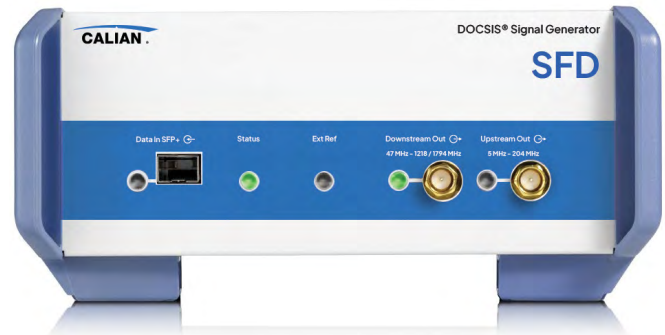 CALIAN.
DOCSIS® Signal Generator
SFD
Data In SFP+
Status
Ext Ref
Downstream Out
Upstream Out
47 MHz – 1218 / 1794 MHz
5 MHz – 204 MHz